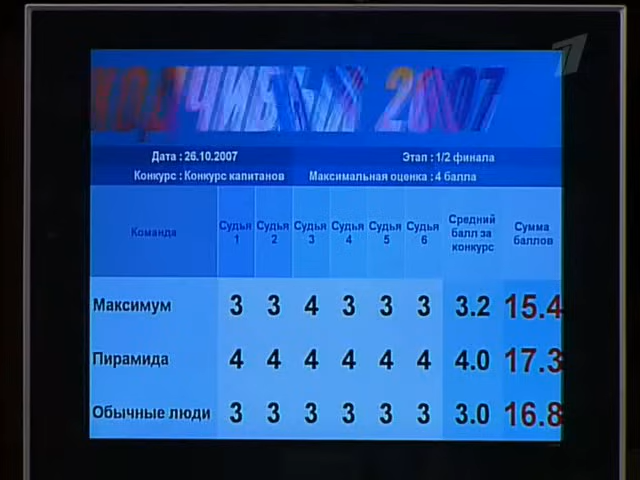 ХОДЧИВЫХ 2007
Дата : 26.10.2007 Этап : 1/2 финала
Конкурс : Конкурс капитанов Максимальная оценка : 4 балла
Команда Судья 1 Судья 2 Судья 3 Судья 4 Судья 5 Судья 6 Средний балл за конкурс Сумма баллов
Максимум 3 3 4 3 3 3 3.2 15.4
Пирамида 4 4 4 4 4 4 4.0 17.3
Обычные люди 3 3 3 3 3 3 3.0 16.8